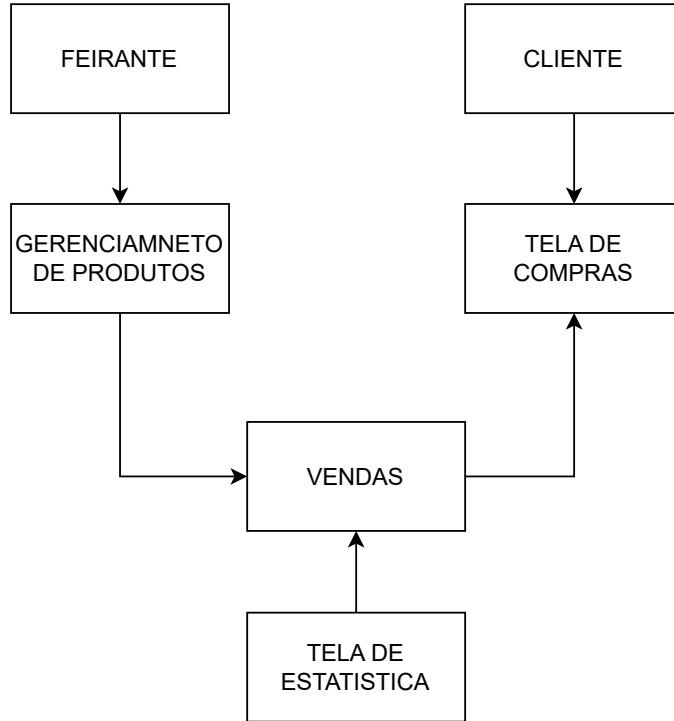 FEIRANTE
CLIENTE
GERENCIAMNETO
DE PRODUTOS
TELA DE
COMPRAS
VENDAS
TELA DE
ESTATISTICA